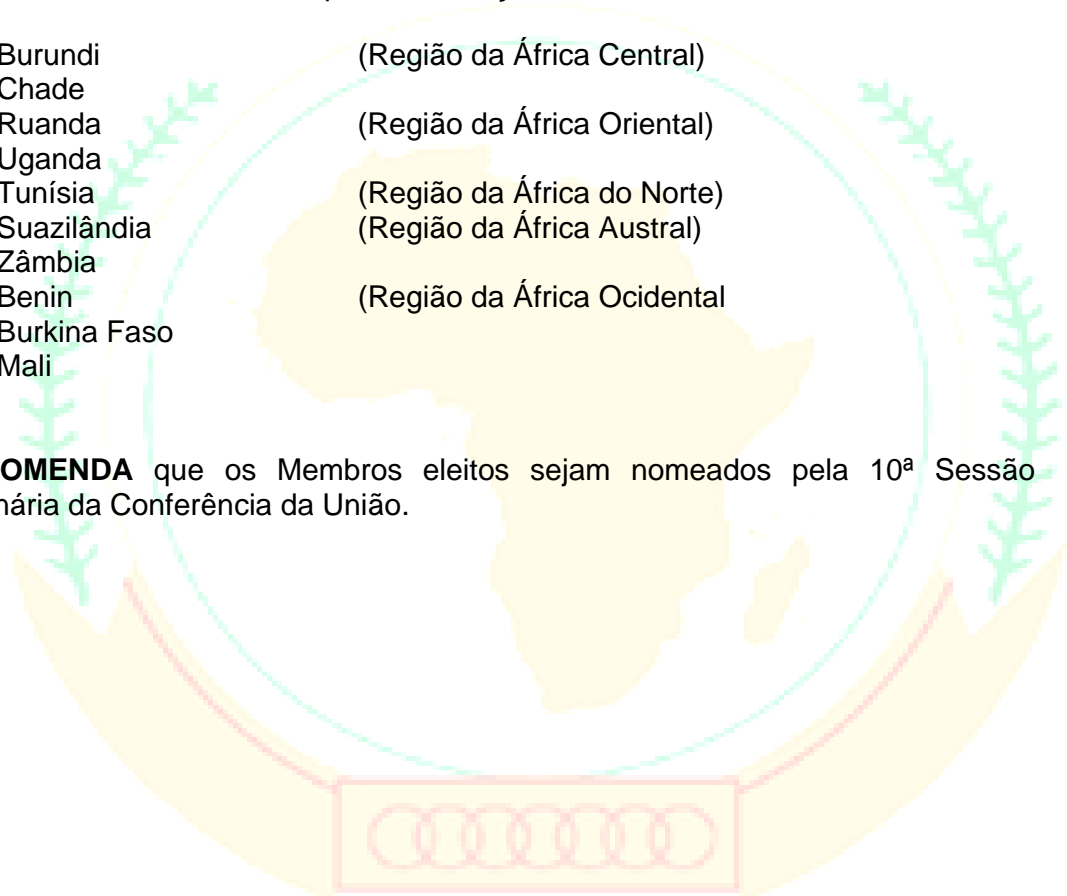 Burundi (Região da África Central)
Chade
Ruanda (Região da África Oriental)
Uganda
Tunísia (Região da África do Norte)
Suazilândia (Região da África Austral)
Zâmbia
Benin (Região da África Ocidental
Burkina Faso
Mali
OMENDA que os Membros eleitos sejam nomeados pela 10ª Sessão
nária da Conferência da União.